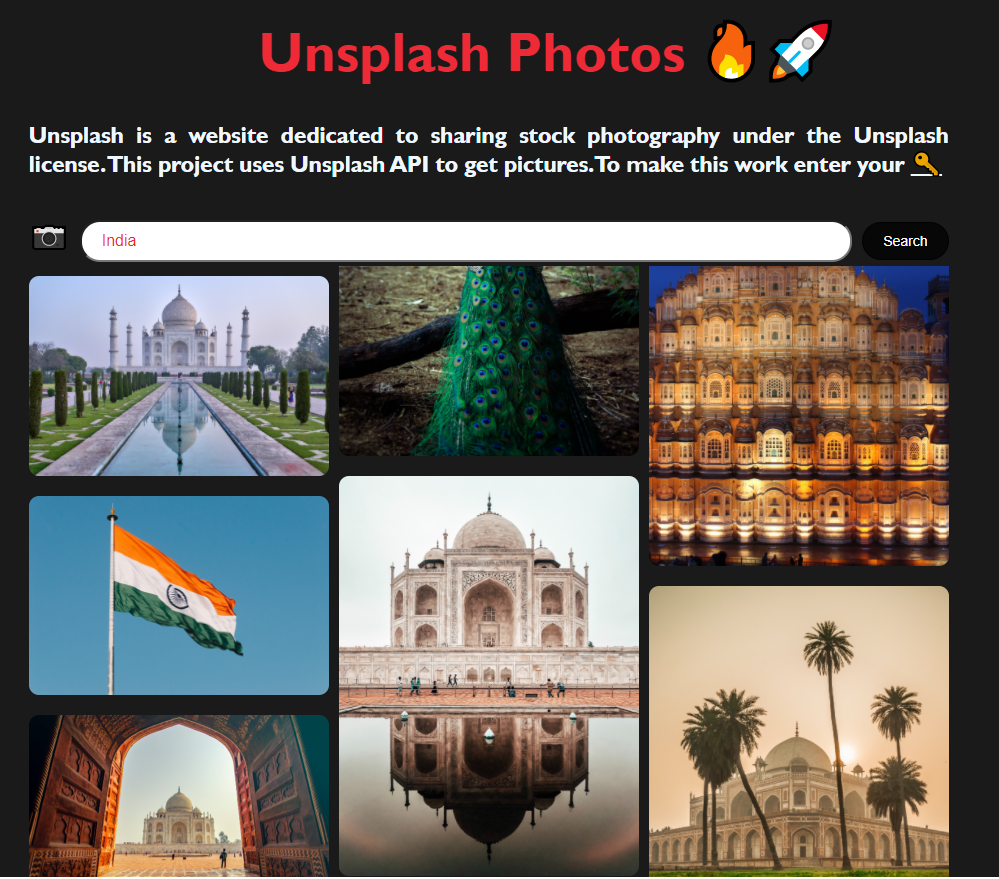 Unsplash Photos 🔥🚀
Unsplash is a website dedicated to sharing stock photography under the Unsplash
license.This project uses Unsplash API to get pictures.To make this work enter your 🔑.
India
Search